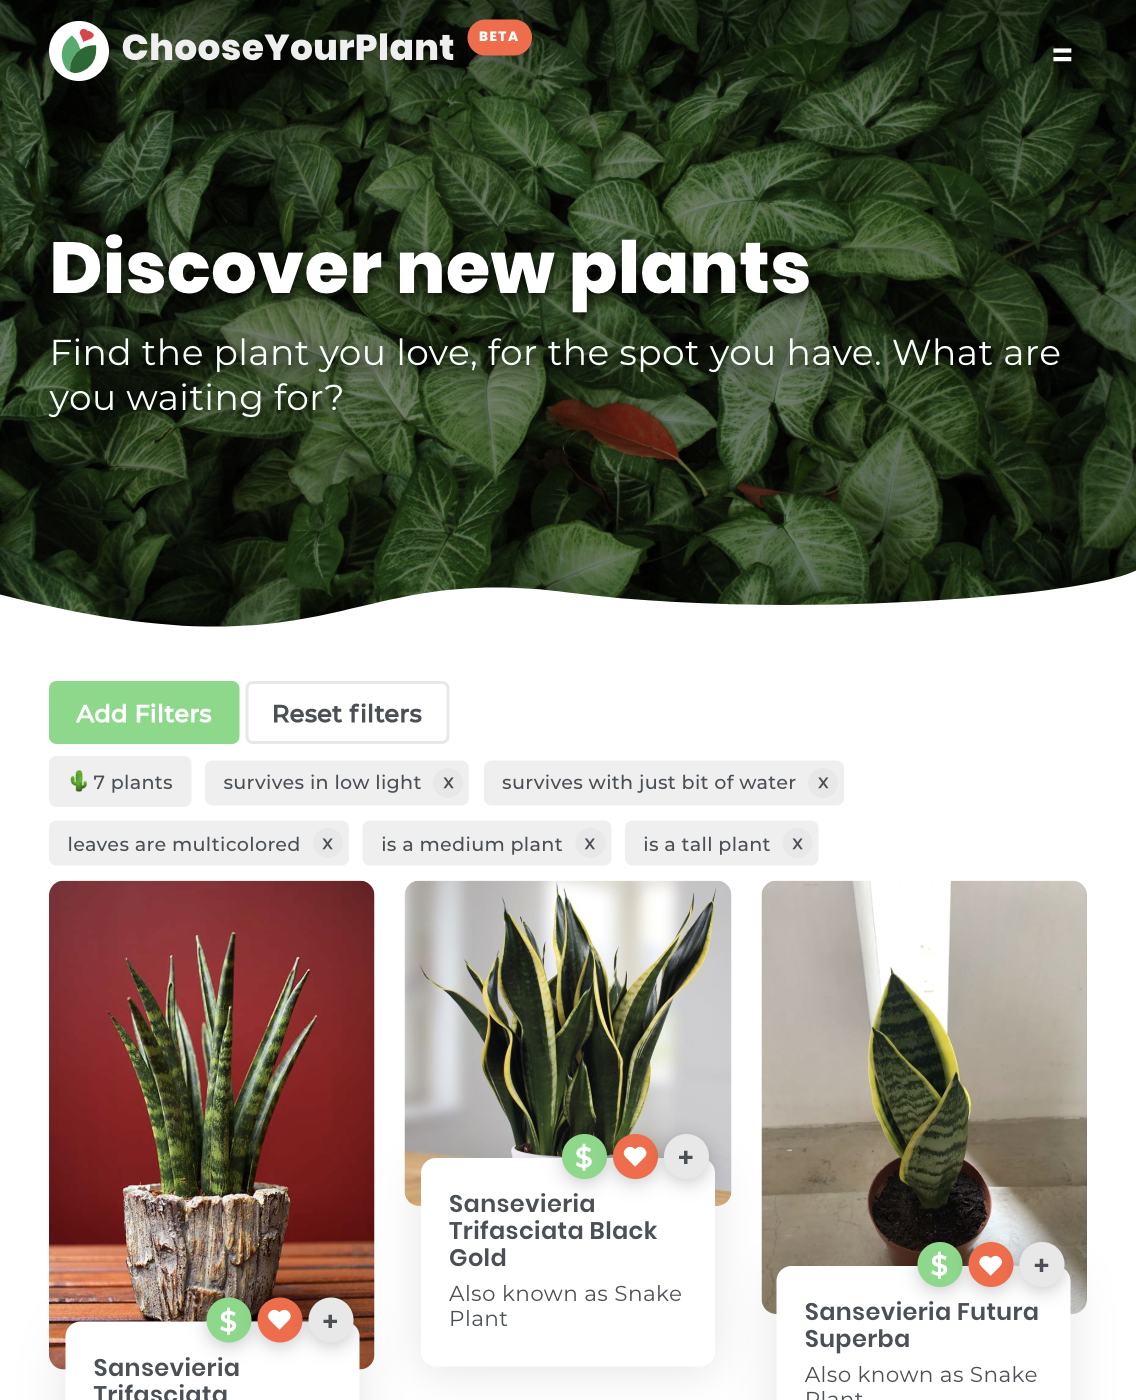 ChooseYourPlant
BETA
Discover new plants
Find the plant you love, for the spot you have. What are
you waiting for?
Add Filters
Reset filters
7 plants
survives in low light x
survives with just bit of water x
leaves are multicolored x
is a medium plant x
is a tall plant x
$ +
Sansevieria
Trifasciata
$ +
Sansevieria
Trifasciata Black
Gold
Also known as Snake
Plant
$ +
Sansevieria Futura
Superba
Also known as Snake
Plant